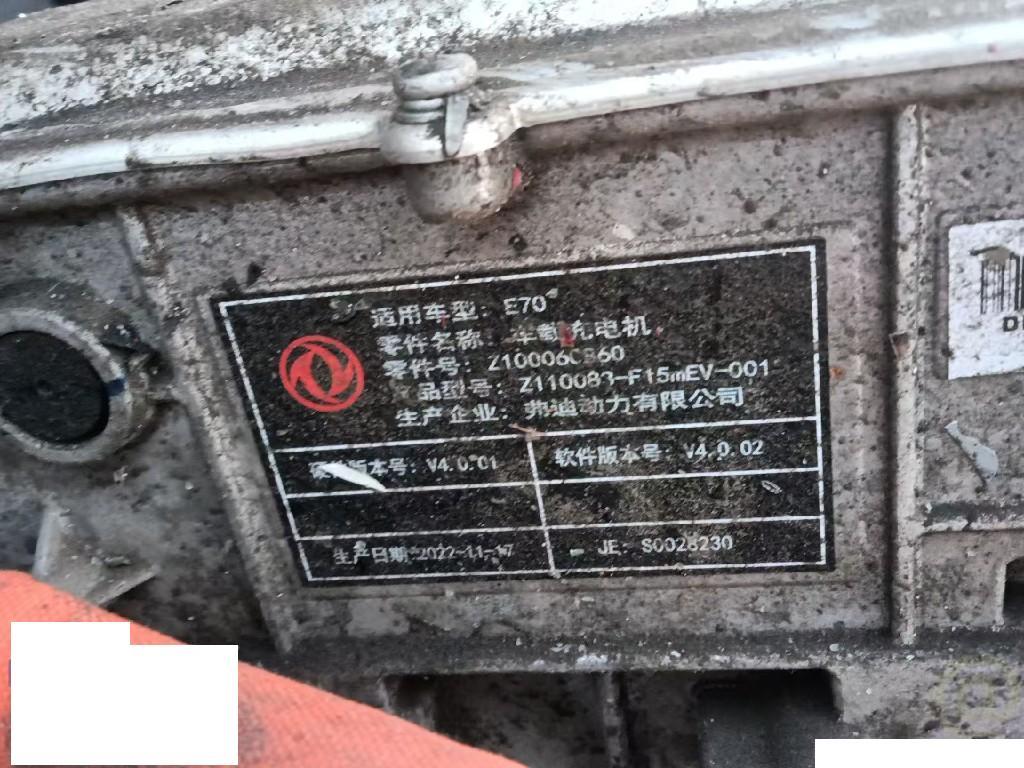 适用车型: E70
零件名称: 车载充电机
零件号: Z10006C860
品型号: Z110083-F15mEV-001
生产企业: 弗迪动力有限公司
硬件版本号: V4.0.01
软件版本号: V4.0.02
生产日期 2022-11-17
JE: S0028230
D